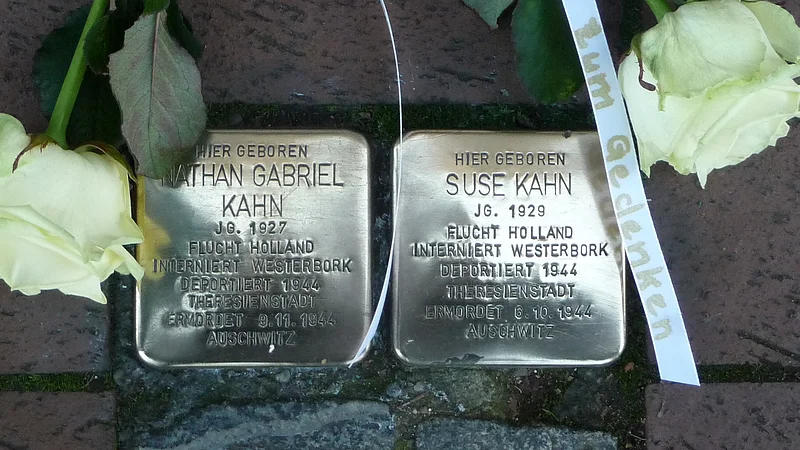 HIER GEBOREN
NATHAN GABRIEL
KAHN
JG. 1927
FLUCHT HOLLAND
INTERNIERT WESTERBORK
DEPORTIERT 1944
THERESIENSTADT
ERMORDET 9.11.1944
AUSCHWITZ
HIER GEBOREN
SUSE KAHN
JG. 1929
FLUCHT HOLLAND
INTERNIERT WESTERBORK
DEPORTIERT 1944
THERESIENSTADT
ERMORDET 6.10.1944
AUSCHWITZ
Zum Gedenken